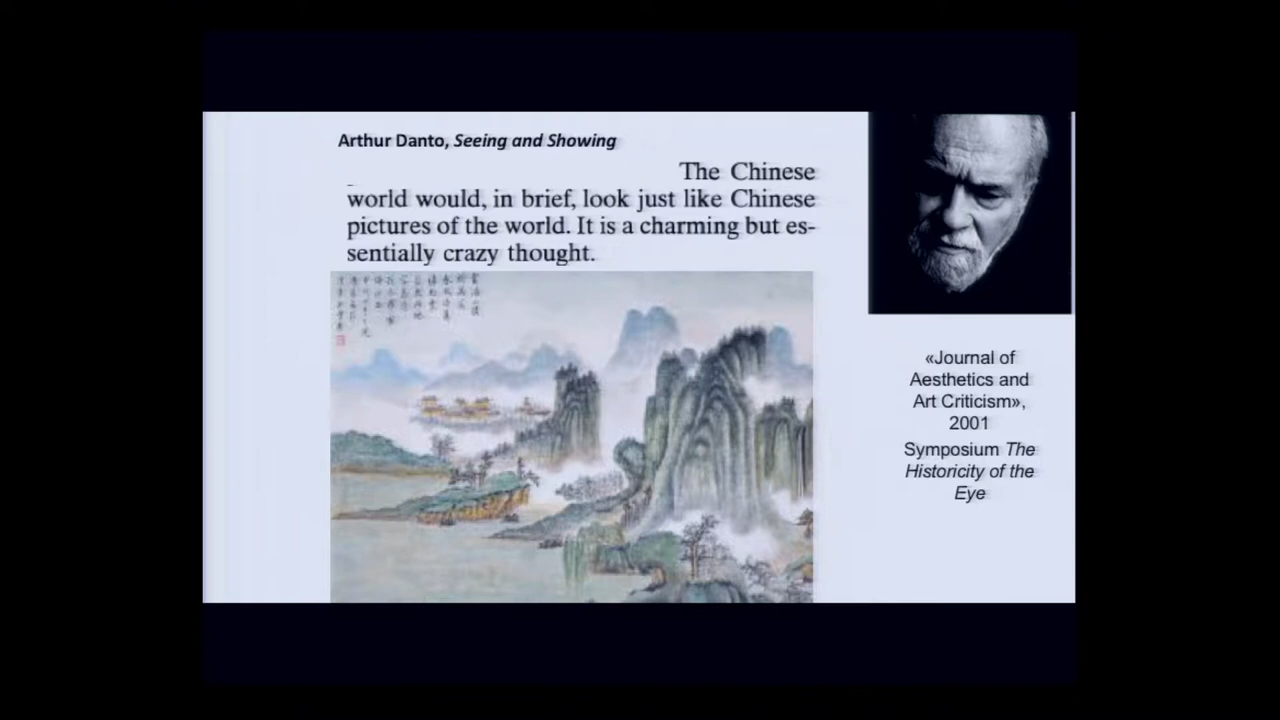 Arthur Danto, Seeing and Showing
The Chinese
world would, in brief, look just like Chinese
pictures of the world. It is a charming but es-
sentially crazy thought.
«Journal of
Aesthetics and
Art Criticism»,
2001
Symposium The
Historicity of the
Eye